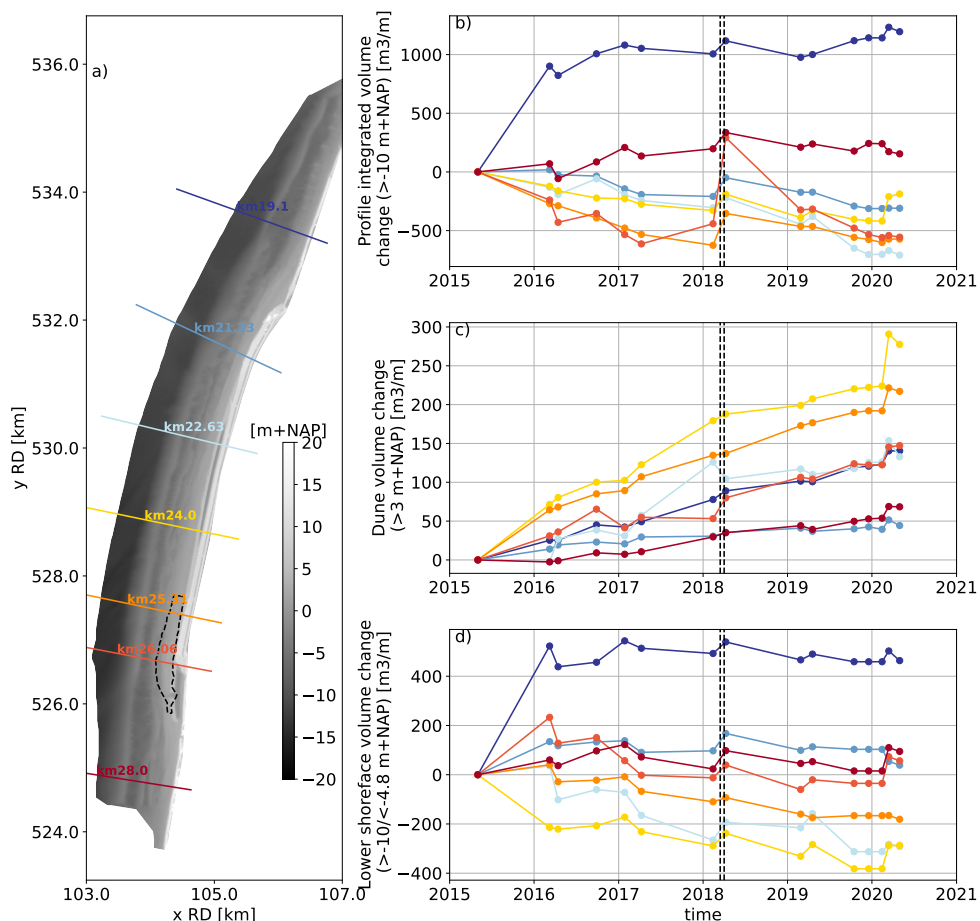 a)
536.0
534.0
532.0
530.0
528.0
526.0
524.0
y RD [km]
103.0
105.0
107.0
x RD [km]
km19.1
km21.33
km22.63
km24.0
km25.31
km26.06
km28.0
[m+NAP]
20
15
10
5
0
−5
−10
−15
−20
b)
Profile integrated volume
change (>-10 m+NAP) [m3/m]
1000
500
0
−500
2015
2016
2017
2018
2019
2020
2021
c)
Dune volume change
(>3 m+NAP) [m3/m]
300
250
200
150
100
50
0
2015
2016
2017
2018
2019
2020
2021
d)
Lower shoreface volume change
(>-10/<-4.8 m+NAP) [m3/m]
400
200
0
−200
−400
2015
2016
2017
2018
2019
2020
2021
time